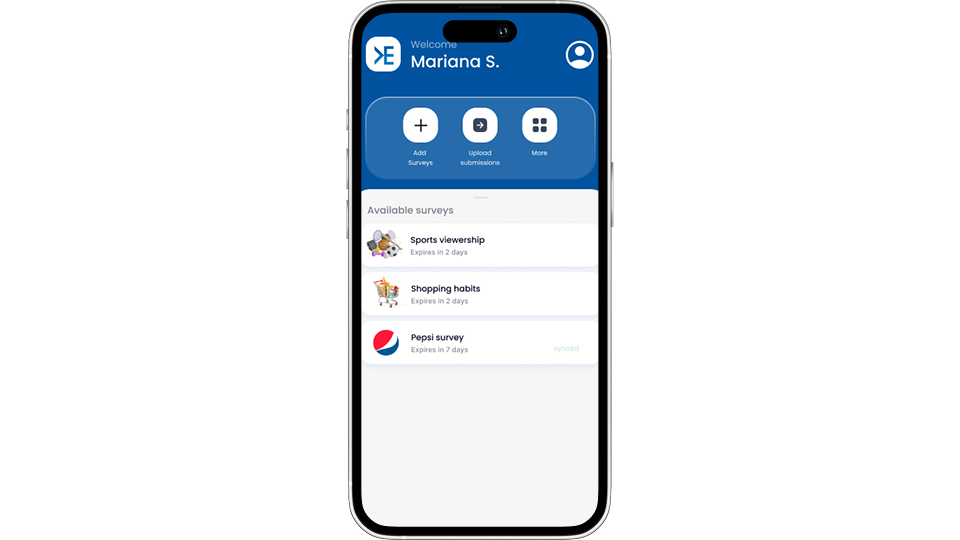 Welcome
Mariana S.
Add
Surveys
Upload
submissions
More
Available surveys
Sports viewership
Expires in 2 days
Shopping habits
Expires in 2 days
Pepsi survey
Expires in 7 days
synced